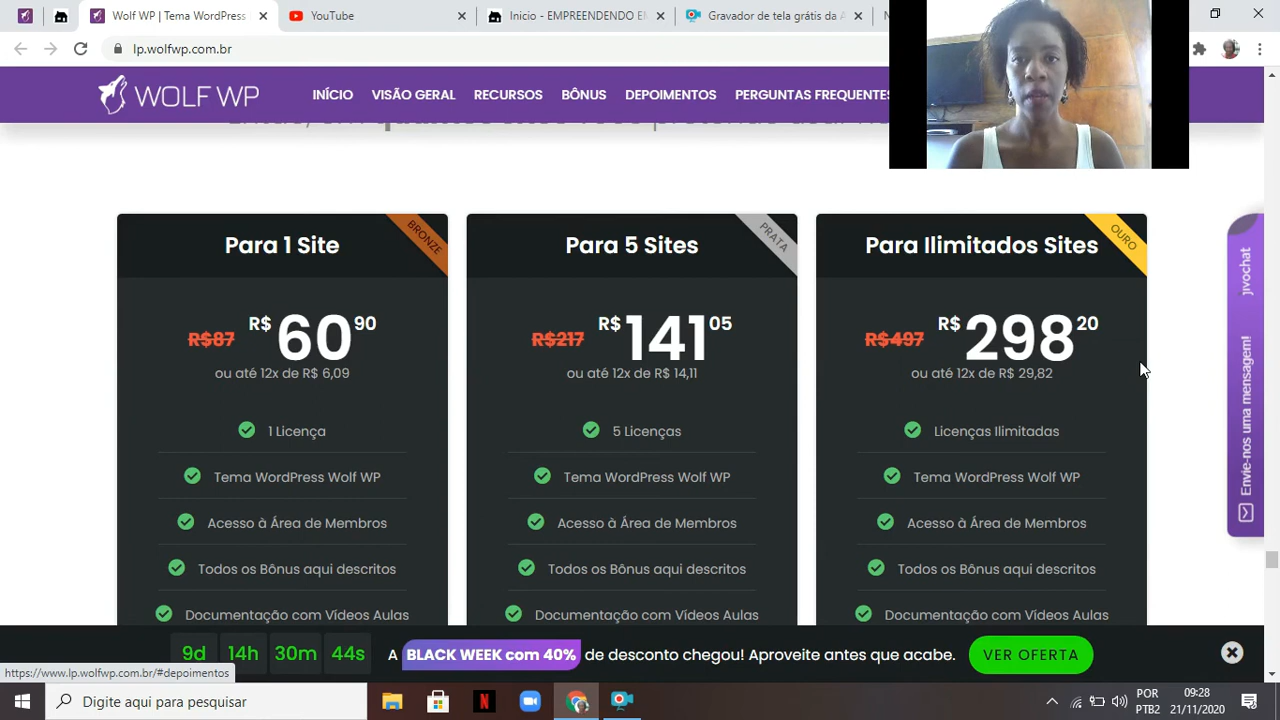 Wolf WP | Tema WordPress
YouTube
Inicio - EMPREENDENDO E
Gravador de tela grátis da A
lp.wolfwp.com.br
WOLF WP
INÍCIO
VISÃO GERAL
RECURSOS
BÔNUS
DEPOIMENTOS
PERGUNTAS FREQUENTES
Para 1 Site
BRONZE
R$87
R$ 60 90
ou até 12x de R$ 6,09
1 Licença
Tema WordPress Wolf WP
Acesso à Área de Membros
Todos os Bônus aqui descritos
Documentação com Vídeos Aulas
Para 5 Sites
PRATA
R$217
R$ 141 05
ou até 12x de R$ 14,11
5 Licenças
Tema WordPress Wolf WP
Acesso à Área de Membros
Todos os Bônus aqui descritos
Documentação com Vídeos Aulas
Para Ilimitados Sites
OURO
R$497
R$ 298 20
ou até 12x de R$ 29,82
Licenças Ilimitadas
Tema WordPress Wolf WP
Acesso à Área de Membros
Todos os Bônus aqui descritos
Documentação com Vídeos Aulas
jivochat
Envie-nos uma mensagem!
9d 14h 30m 44s
A BLACK WEEK com 40% de desconto chegou! Aproveite antes que acabe.
VER OFERTA
https://www.lp.wolfwp.com.br/#depoimentos
Digite aqui para pesquisar
POR
PTB2
09:28
21/11/2020